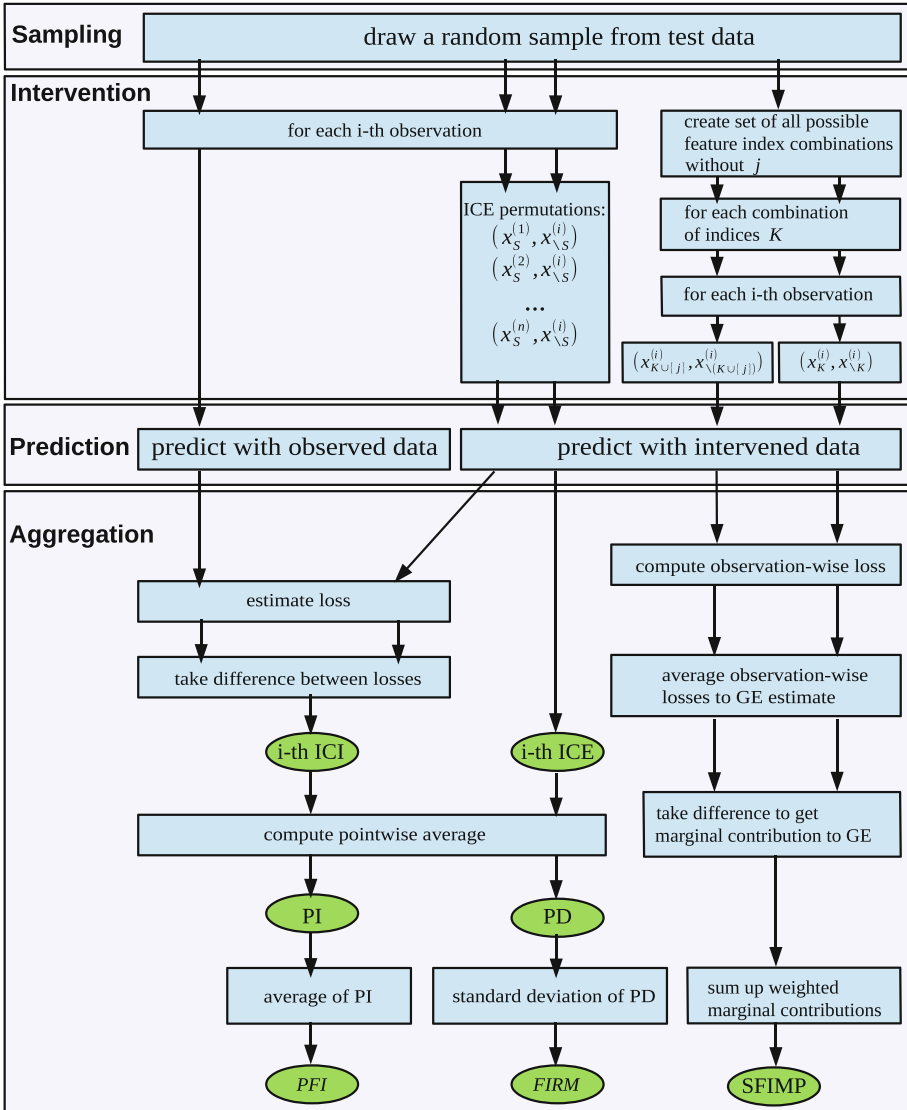 Sampling
draw a random sample from test data
Intervention
for each i-th observation
create set of all possible
feature index combinations
without j
ICE permutations:
(x_S^{(1)}, x_{\S}^{(i)})
(x_S^{(2)}, x_{\S}^{(i)})
...
(x_S^{(n)}, x_{\S}^{(i)})
for each combination
of indices K
for each i-th observation
(x_{K∪[j]}^{(i)}, x_{\(K∪[j])}^{(i)})
(x_K^{(i)}, x_{\K}^{(i)})
Prediction
predict with observed data
predict with intervened data
Aggregation
compute observation-wise loss
estimate loss
take difference between losses
average observation-wise
losses to GE estimate
i-th ICI
i-th ICE
compute pointwise average
take difference to get
marginal contribution to GE
PI
PD
average of PI
standard deviation of PD
sum up weighted
marginal contributions
PFI
FIRM
SFIMP